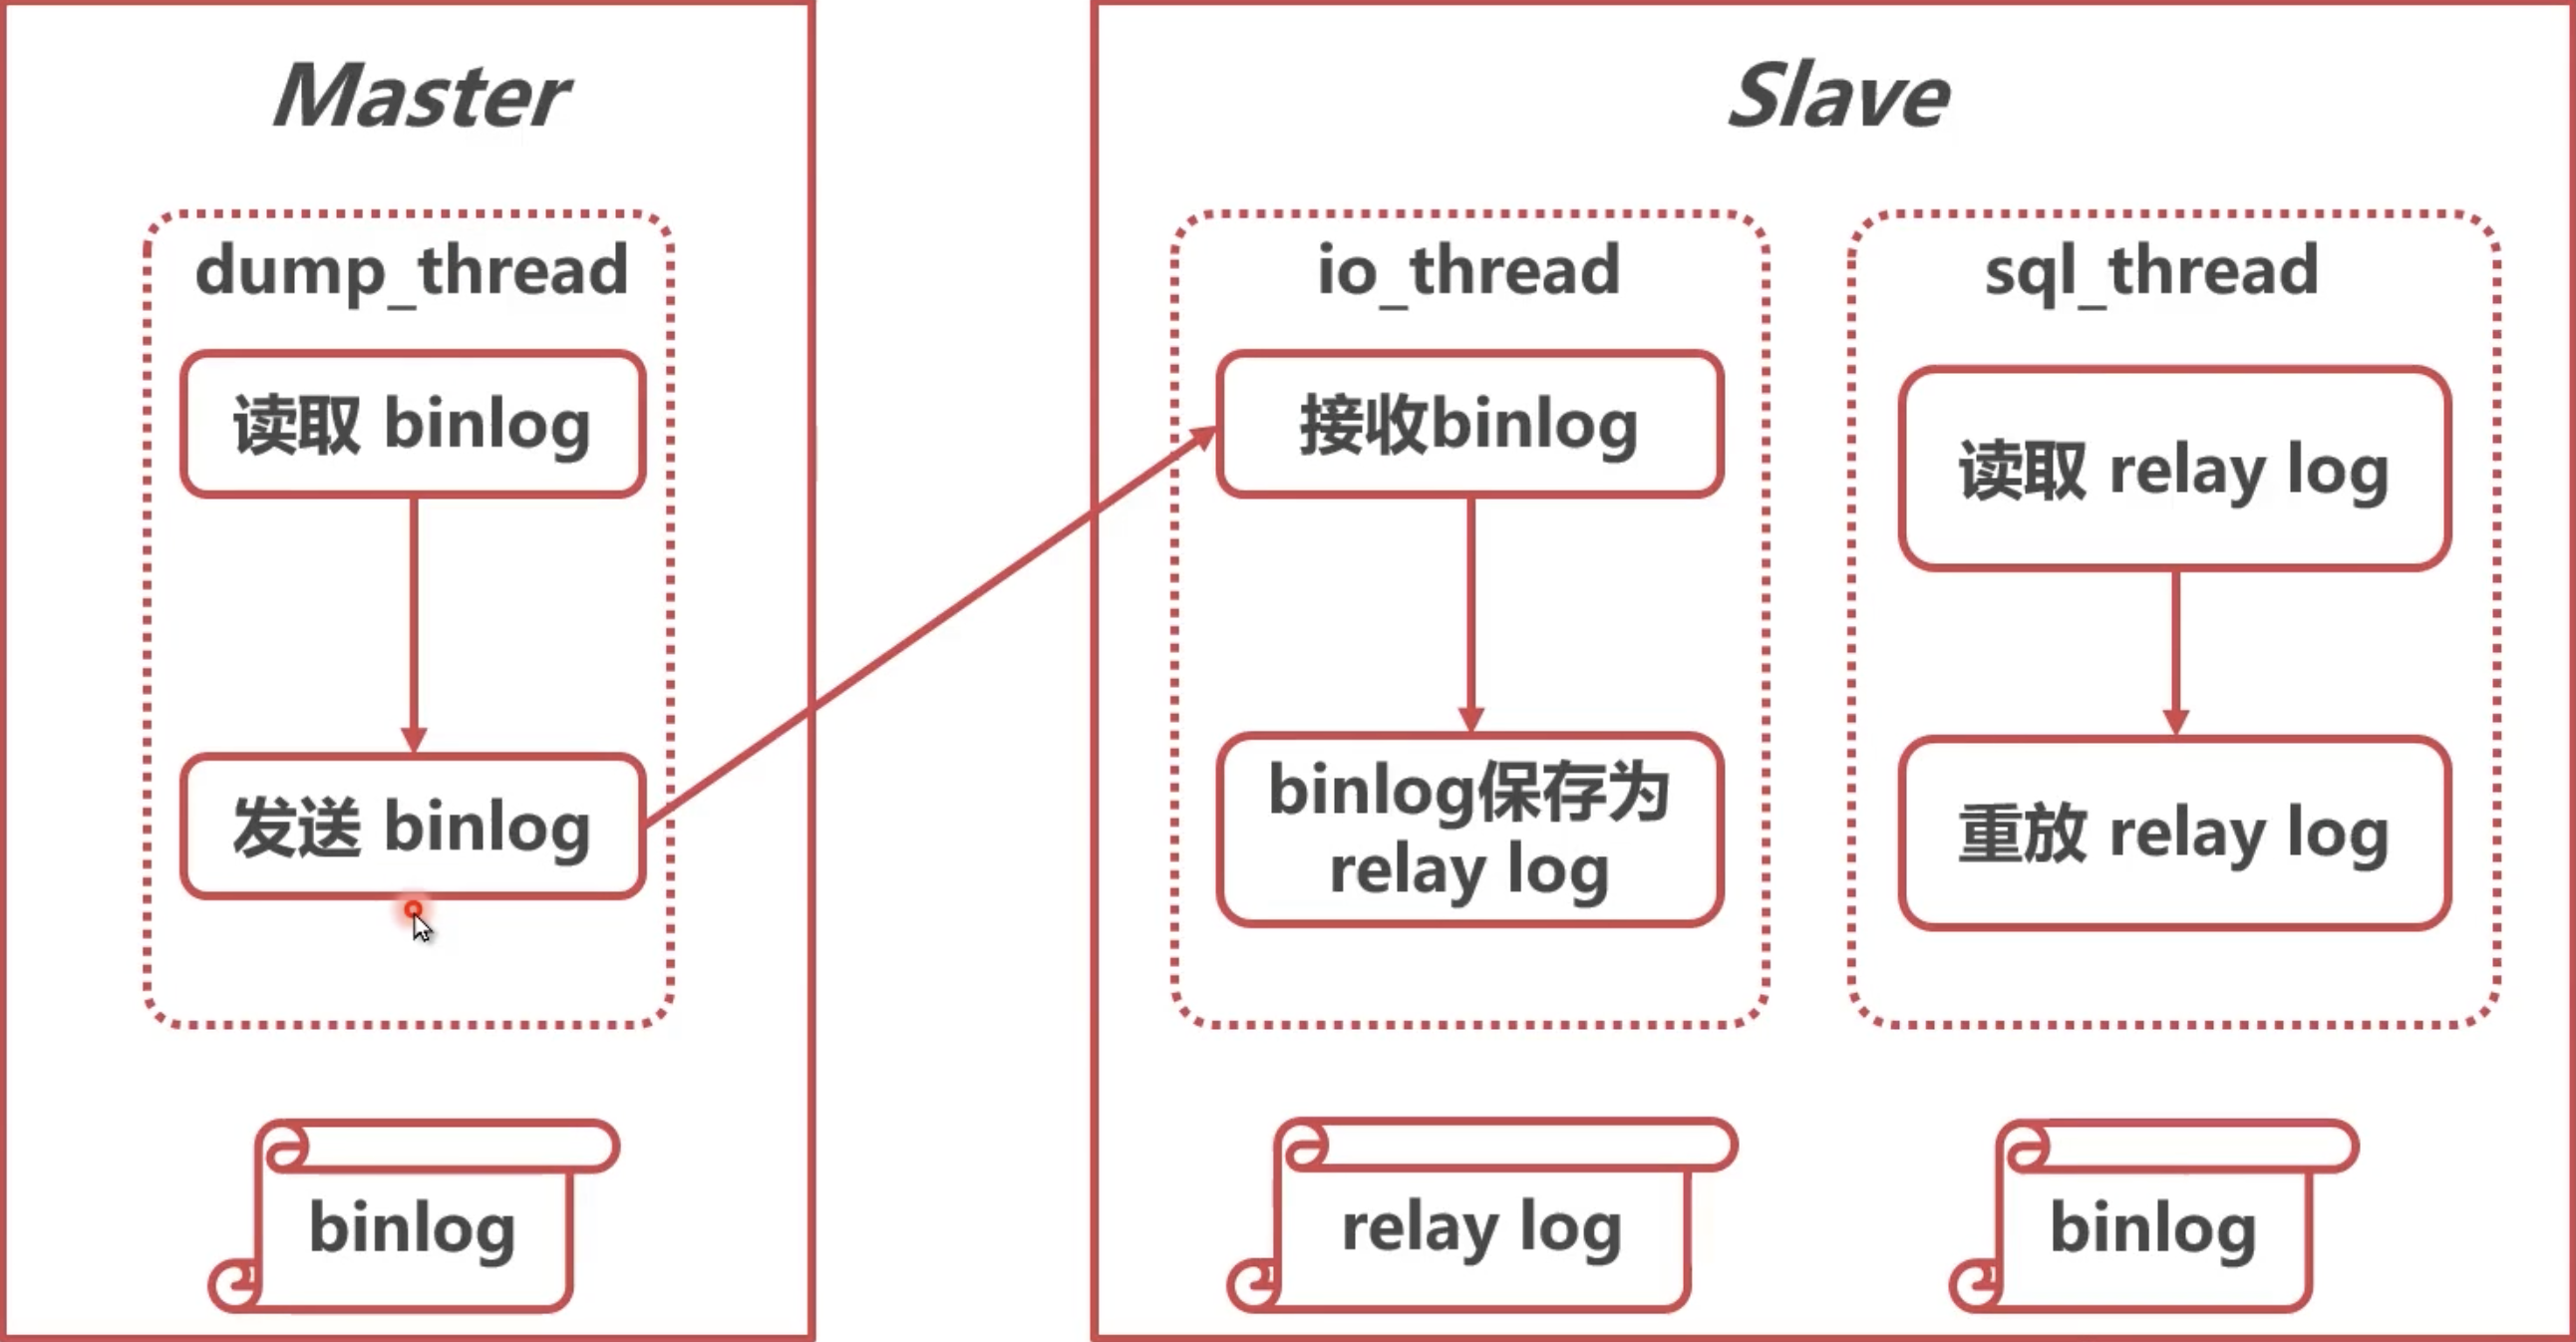 Master
dump_thread
读取 binlog
发送 binlog
binlog
Slave
io_thread
接收binlog
binlog保存为
relay log
relay log
sql_thread
读取 relay log
重放 relay log
binlog